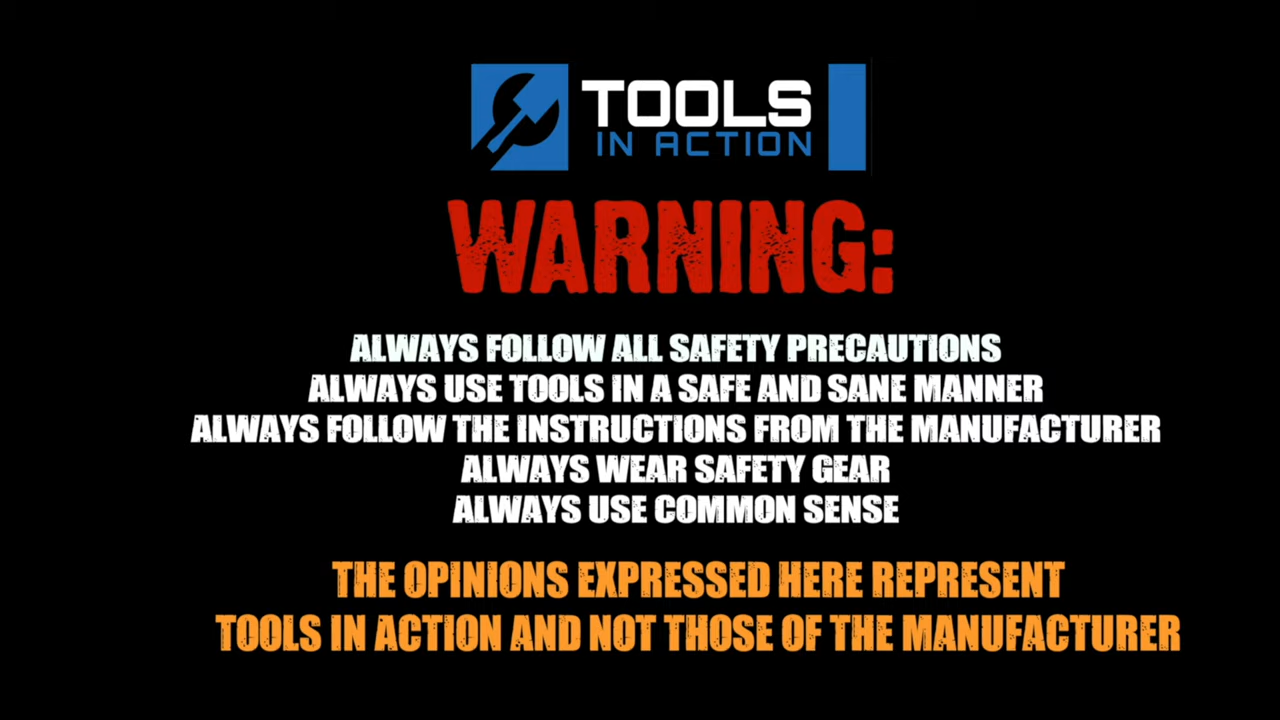 TOOLS
IN ACTION
WARNING:
ALWAYS FOLLOW ALL SAFETY PRECAUTIONS
ALWAYS USE TOOLS IN A SAFE AND SANE MANNER
ALWAYS FOLLOW THE INSTRUCTIONS FROM THE MANUFACTURER
ALWAYS WEAR SAFETY GEAR
ALWAYS USE COMMON SENSE
THE OPINIONS EXPRESSED HERE REPRESENT
TOOLS IN ACTION AND NOT THOSE OF THE MANUFACTURER